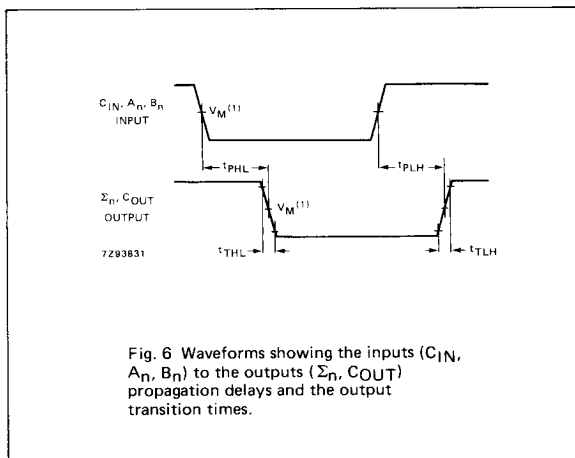 C_IN, A_n, B_n
INPUT
V_M(1)
t_PHL
t_PLH
Σ_n, C_OUT
OUTPUT
V_M(1)
7Z93831
t_THL
t_TLH
Fig. 6 Waveforms showing the inputs (C_IN,
A_n, B_n) to the outputs (Σ_n, C_OUT)
propagation delays and the output
transition times.